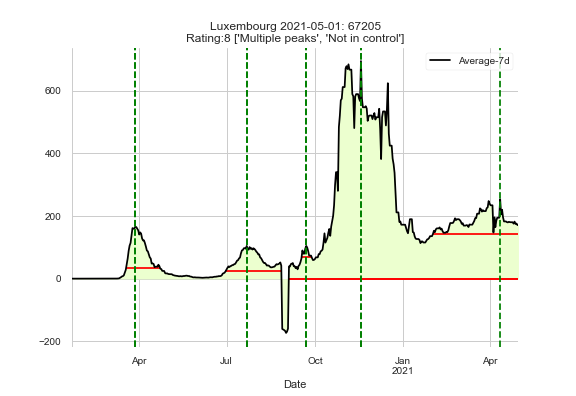 Luxembourg 2021-05-01: 67205
Rating:8 ['Multiple peaks', 'Not in control']
Average-7d
600
400
200
0
−200
Apr
Jul
Oct
Jan
2021
Apr
Date